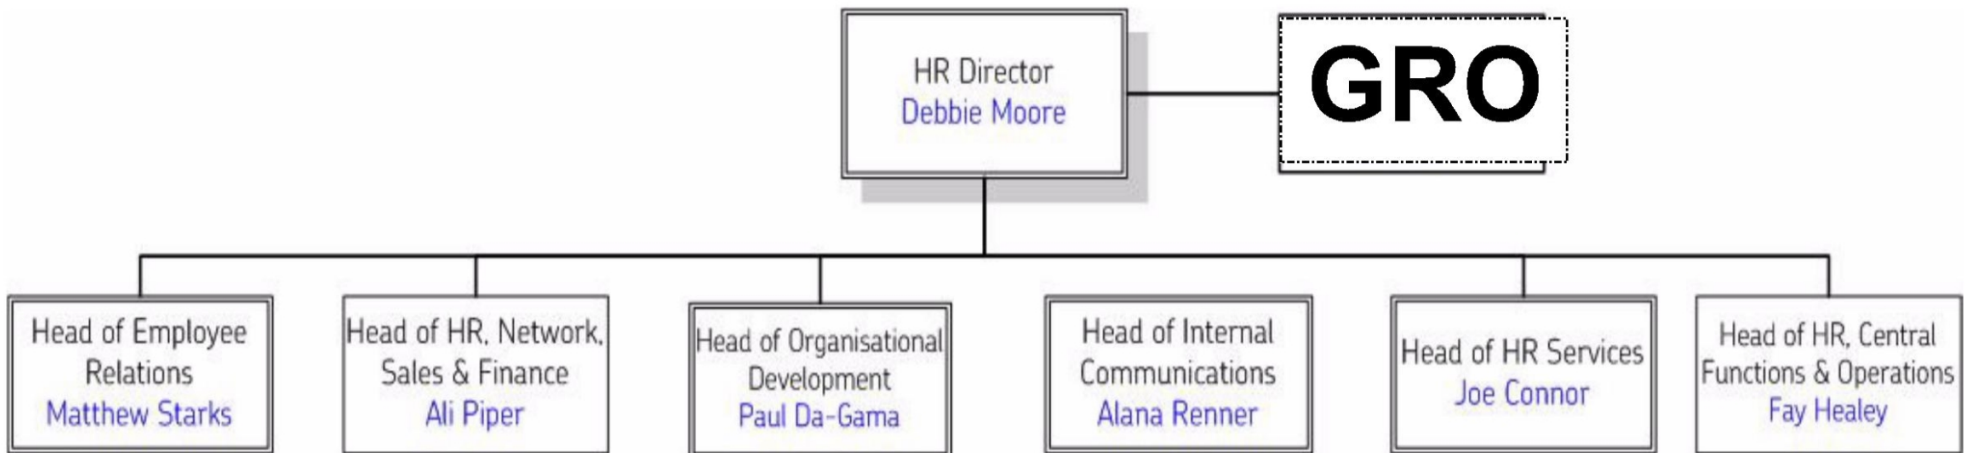 HR Director
Debbie Moore
GRO
Head of Employee
Relations
Matthew Starks
Head of HR, Network,
Sales & Finance
Ali Piper
Head of Organisational
Development
Paul Da-Gama
Head of Internal
Communications
Alana Renner
Head of HR Services
Joe Connor
Head of HR, Central
Functions & Operations
Fay Healey